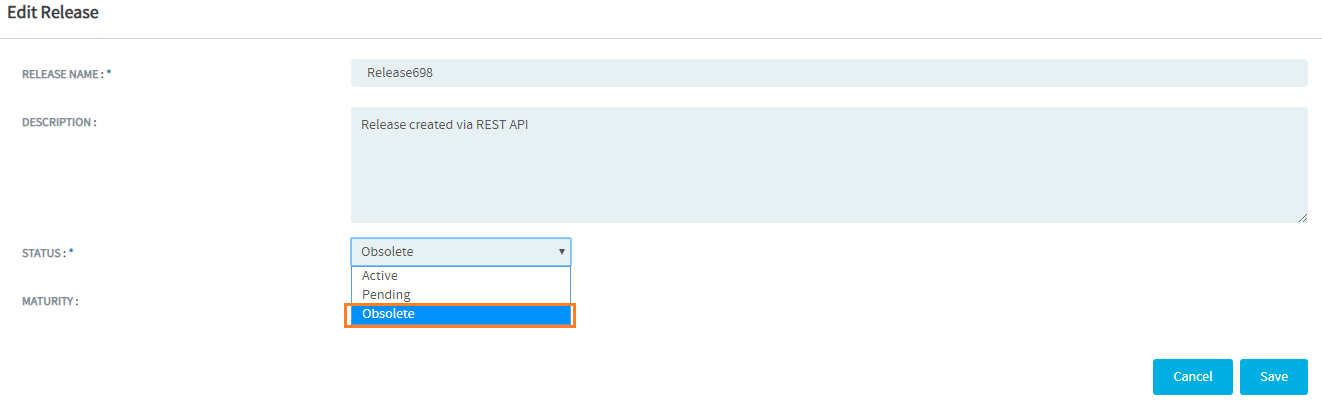 Edit Release
RELEASE NAME : *
Release698
DESCRIPTION :
Release created via REST API
STATUS : *
Obsolete
Active
Pending
Obsolete
MATURITY :
Cancel
Save